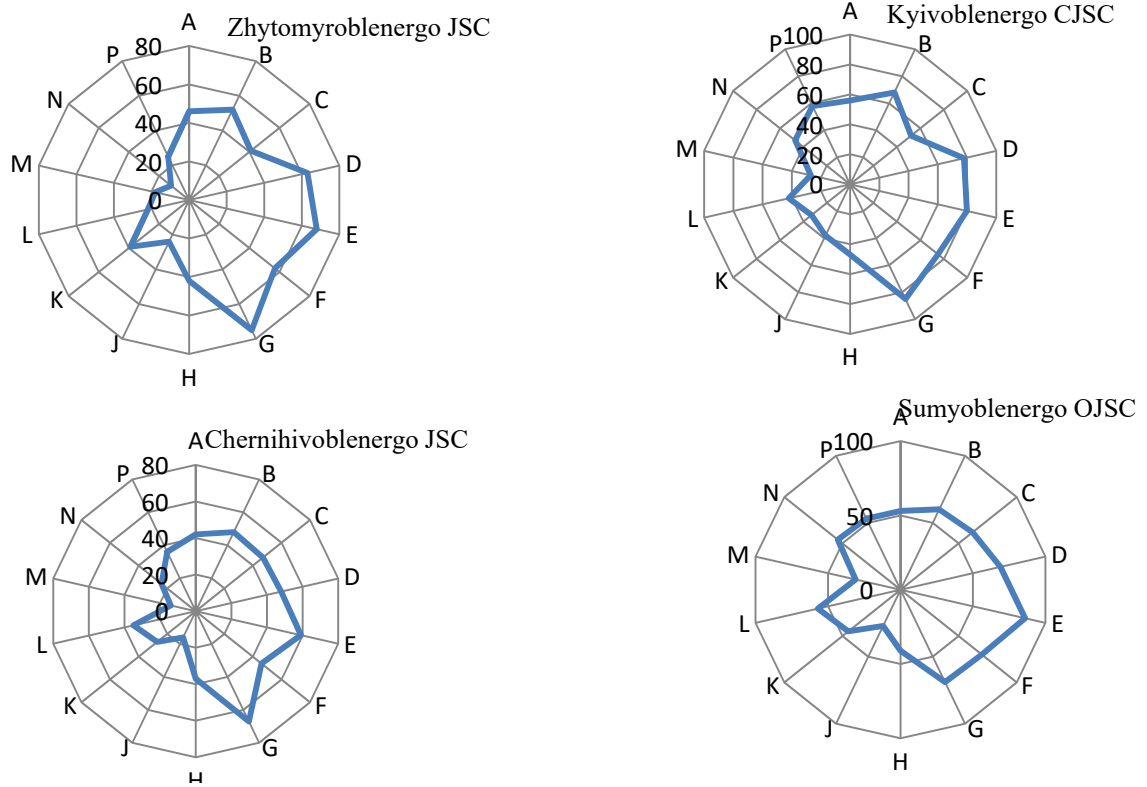 Zhytomyroblenergo JSC
A
B
C
D
E
F
G
H
J
K
L
M
N
P
80
60
40
20
0
Kyivoblenergo CJSC
A
B
C
D
E
F
G
H
J
K
L
M
N
P
100
80
60
40
20
0
Chernihivoblenergo JSC
A
B
C
D
E
F
G
H
J
K
L
M
N
P
80
60
40
20
0
Sumyoblenergo OJSC
A
B
C
D
E
F
G
H
J
K
L
M
N
P
100
50
0